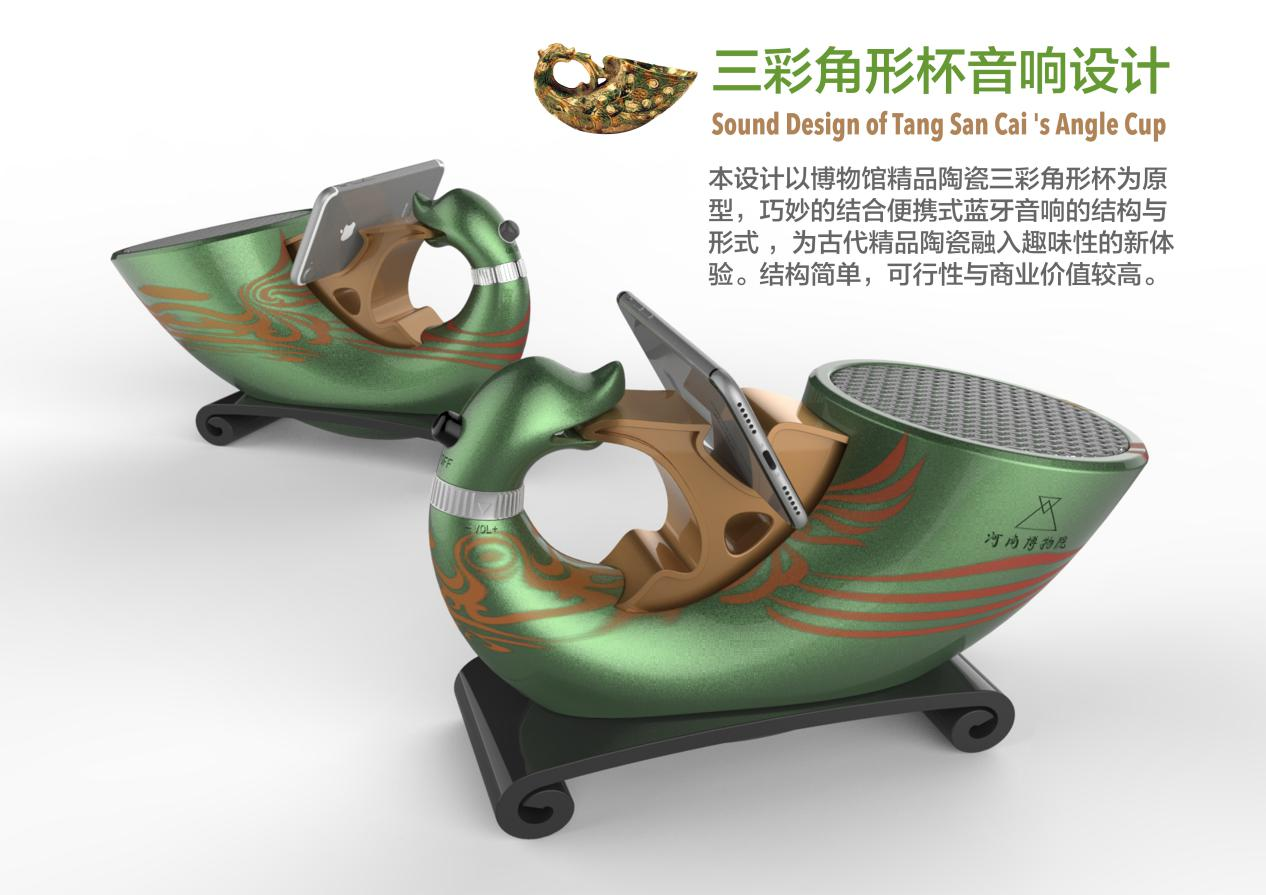 三彩角形杯音响设计
Sound Design of Tang San Cai 's Angle Cup
本设计以博物馆精品陶瓷三彩角形杯为原
型，巧妙的结合便携式蓝牙音响的结构与
形式 ，为古代精品陶瓷融入趣味性的新体
验。结构简单，可行性与商业价值较高。
- VOL+
河南博物院